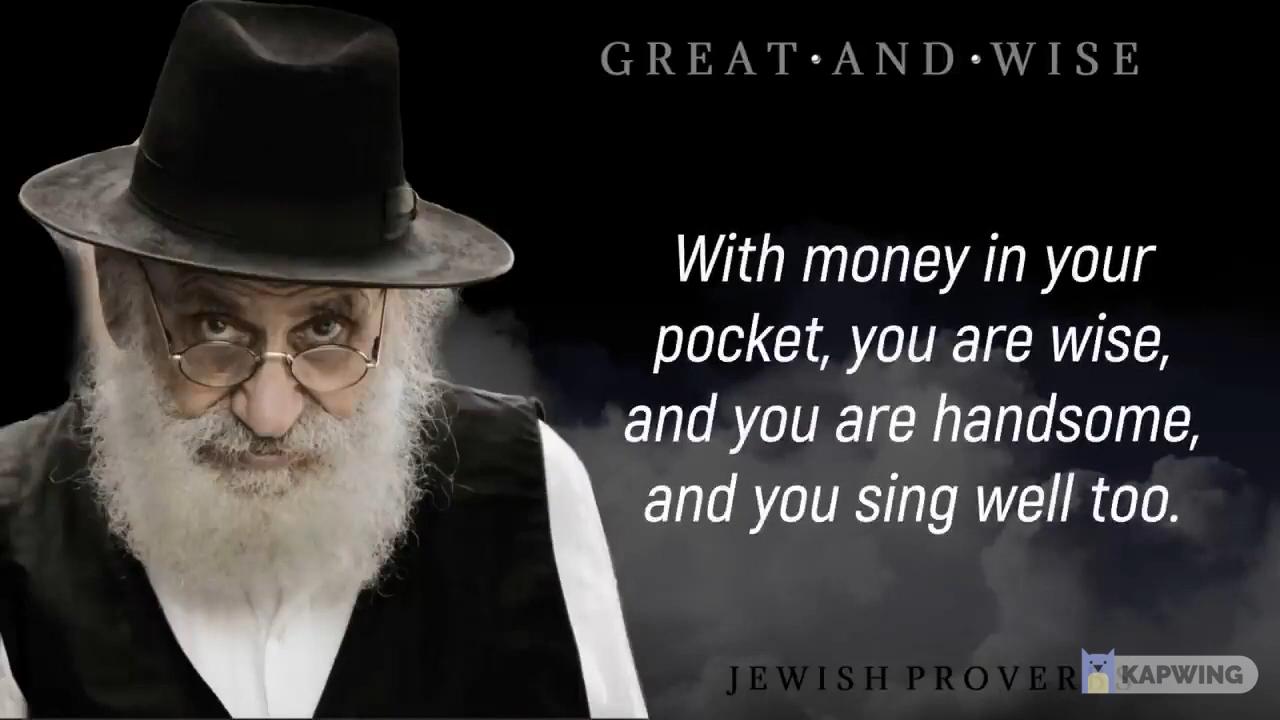 GREAT•AND•WISE
With money in your
pocket, you are wise,
and you are handsome,
and you sing well too.
JEWISH PROVER
KAPWING